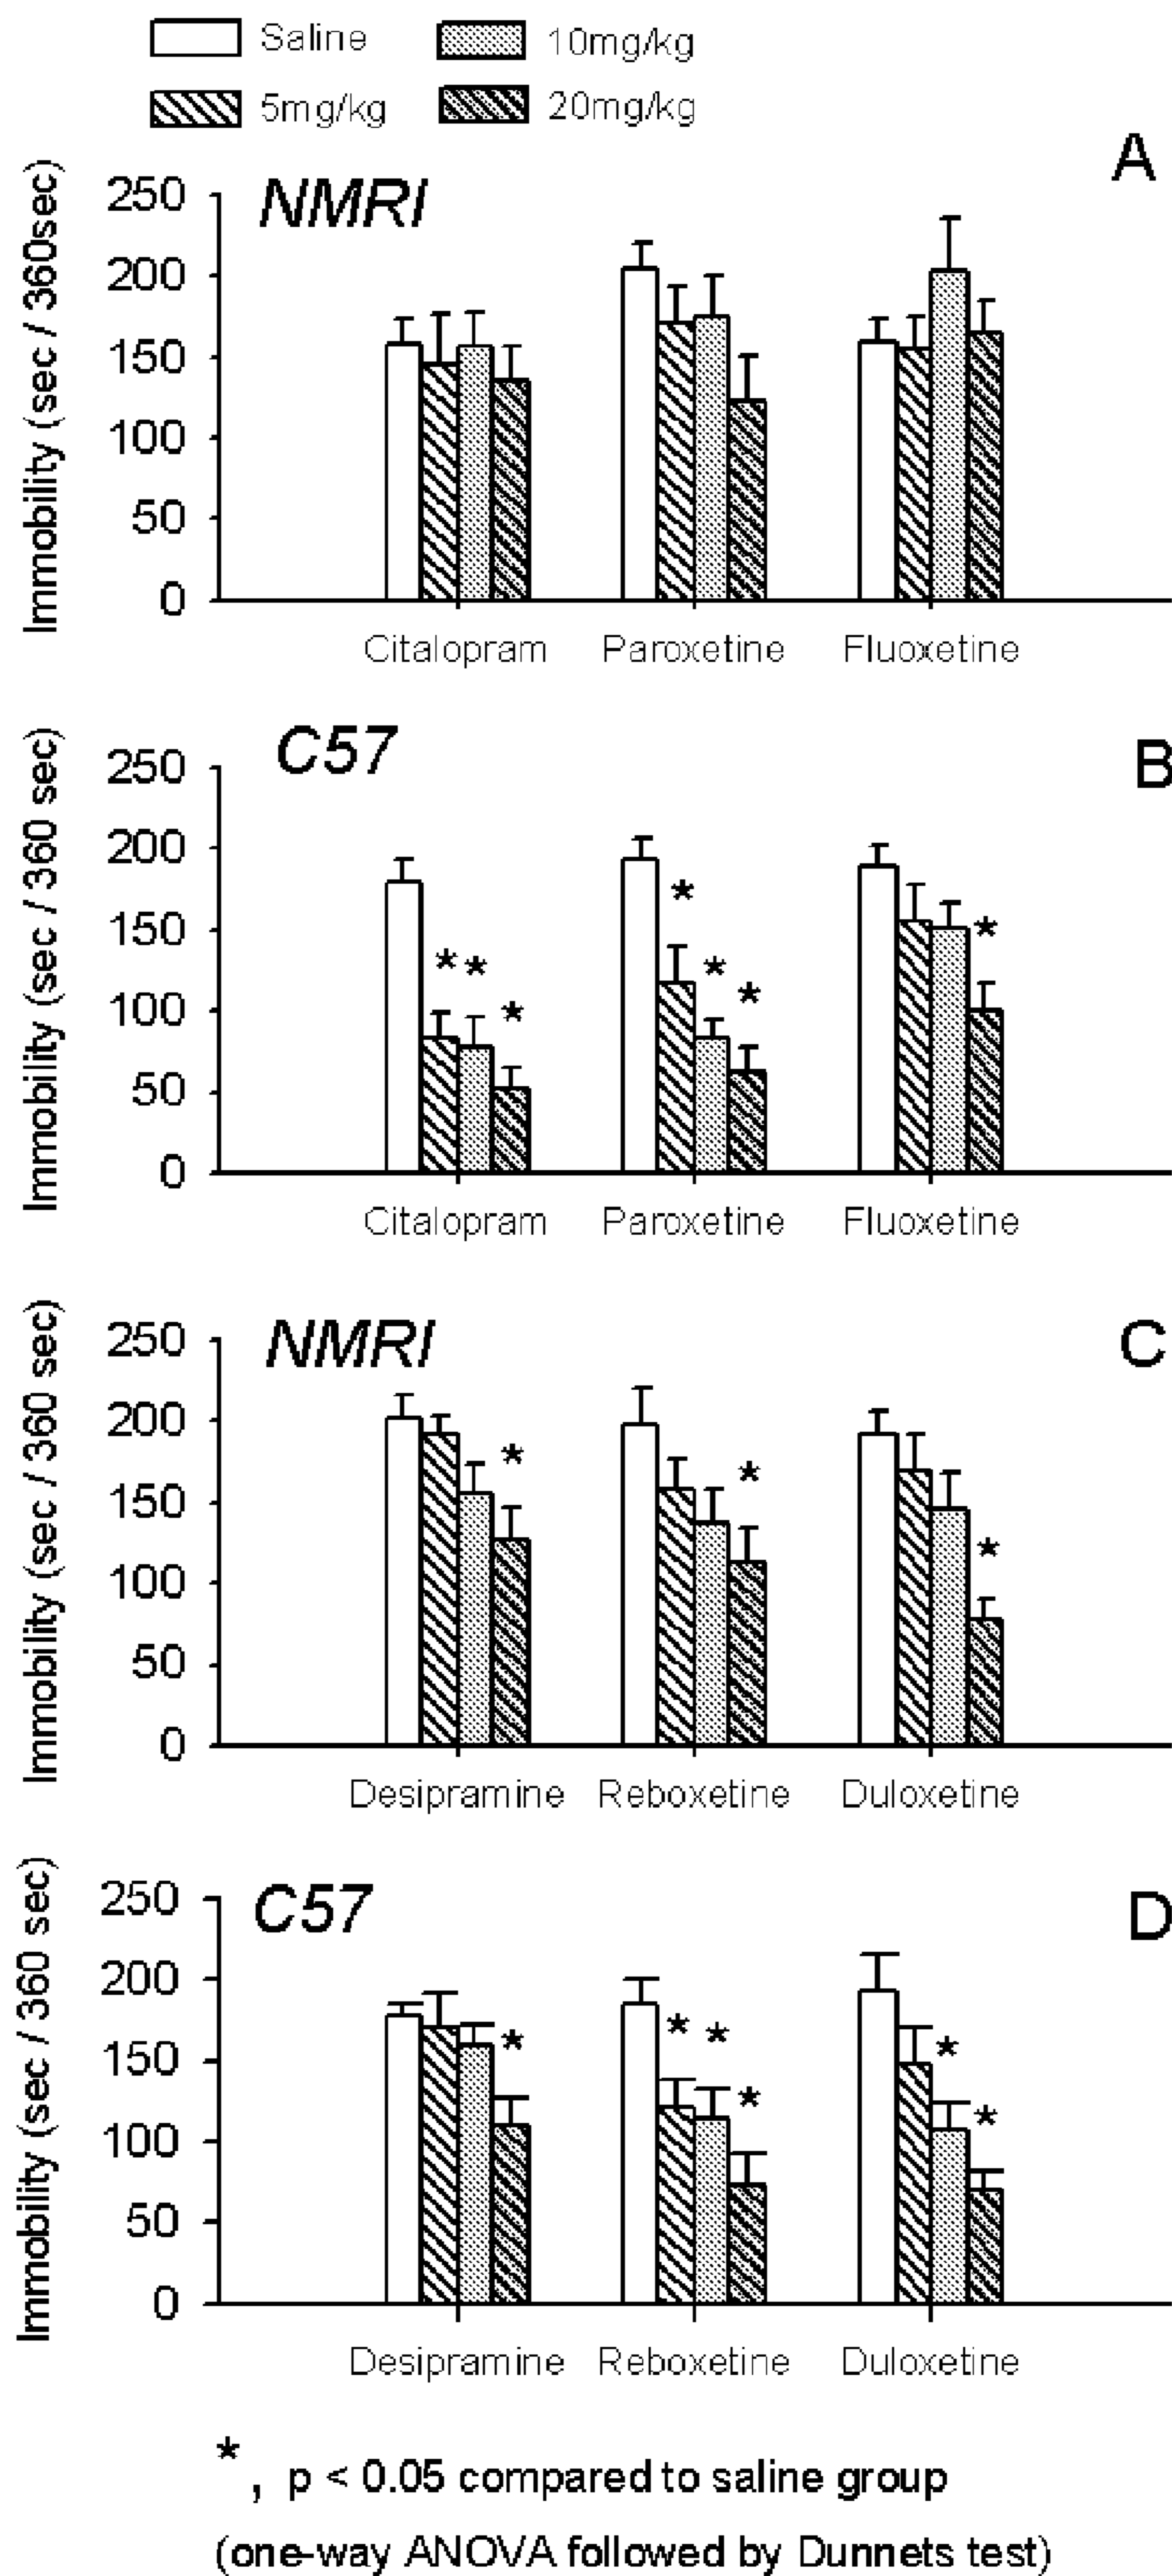 Saline 10mg/kg
5mg/kg 20mg/kg
A
NMRI
Immobility (sec / 360sec)
250
200
150
100
50
0
Citalopram Paroxetine Fluoxetine
B
C57
Immobility (sec / 360 sec)
250
200
150
100
50
0
* * *
* * *
*
Citalopram Paroxetine Fluoxetine
C
NMRI
Immobility (sec / 360 sec)
250
200
150
100
50
0
*
*
*
Desipramine Reboxetine Duloxetine
D
C57
Immobility (sec / 360 sec)
250
200
150
100
50
0
*
* * *
* *
Desipramine Reboxetine Duloxetine
*, p < 0.05 compared to saline group
(one-way ANOVA followed by Dunnets test)